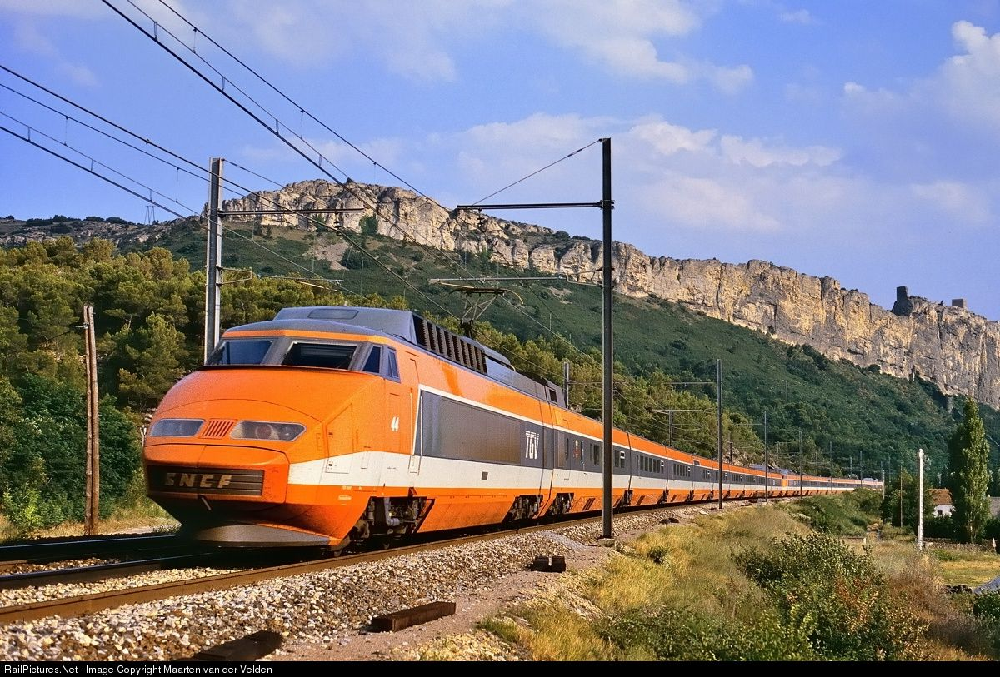 44
TGV
SNCF
RailPictures.Net - Image Copyright Maarten van der Velden